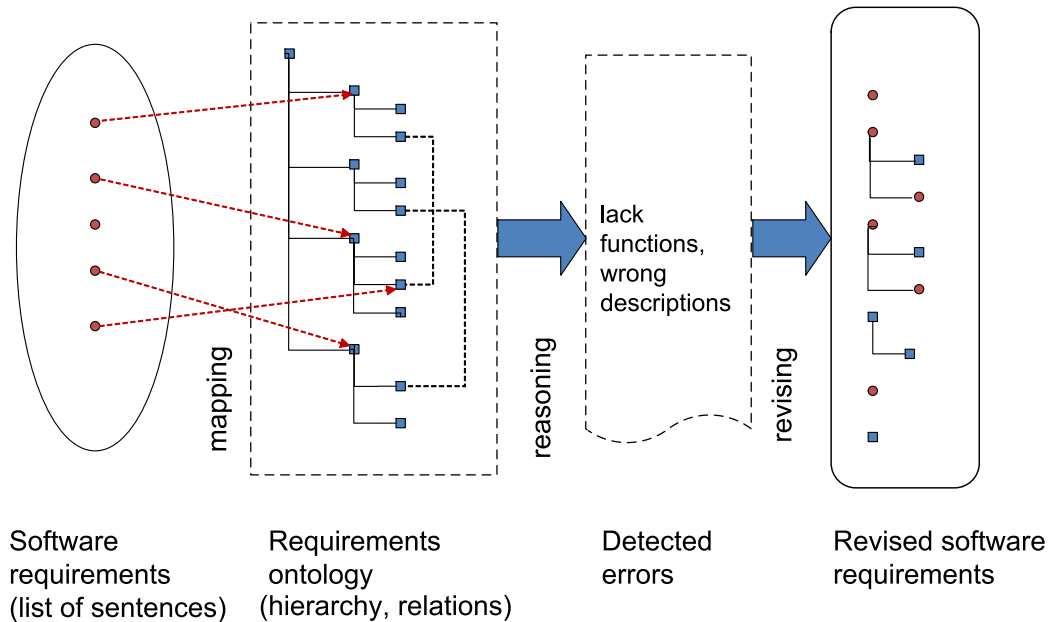 mapping
reasoning
lack
functions,
wrong
descriptions
revising
Software
requirements
(list of sentences)
Requirements
ontology
(hierarchy, relations)
Detected
errors
Revised software
requirements